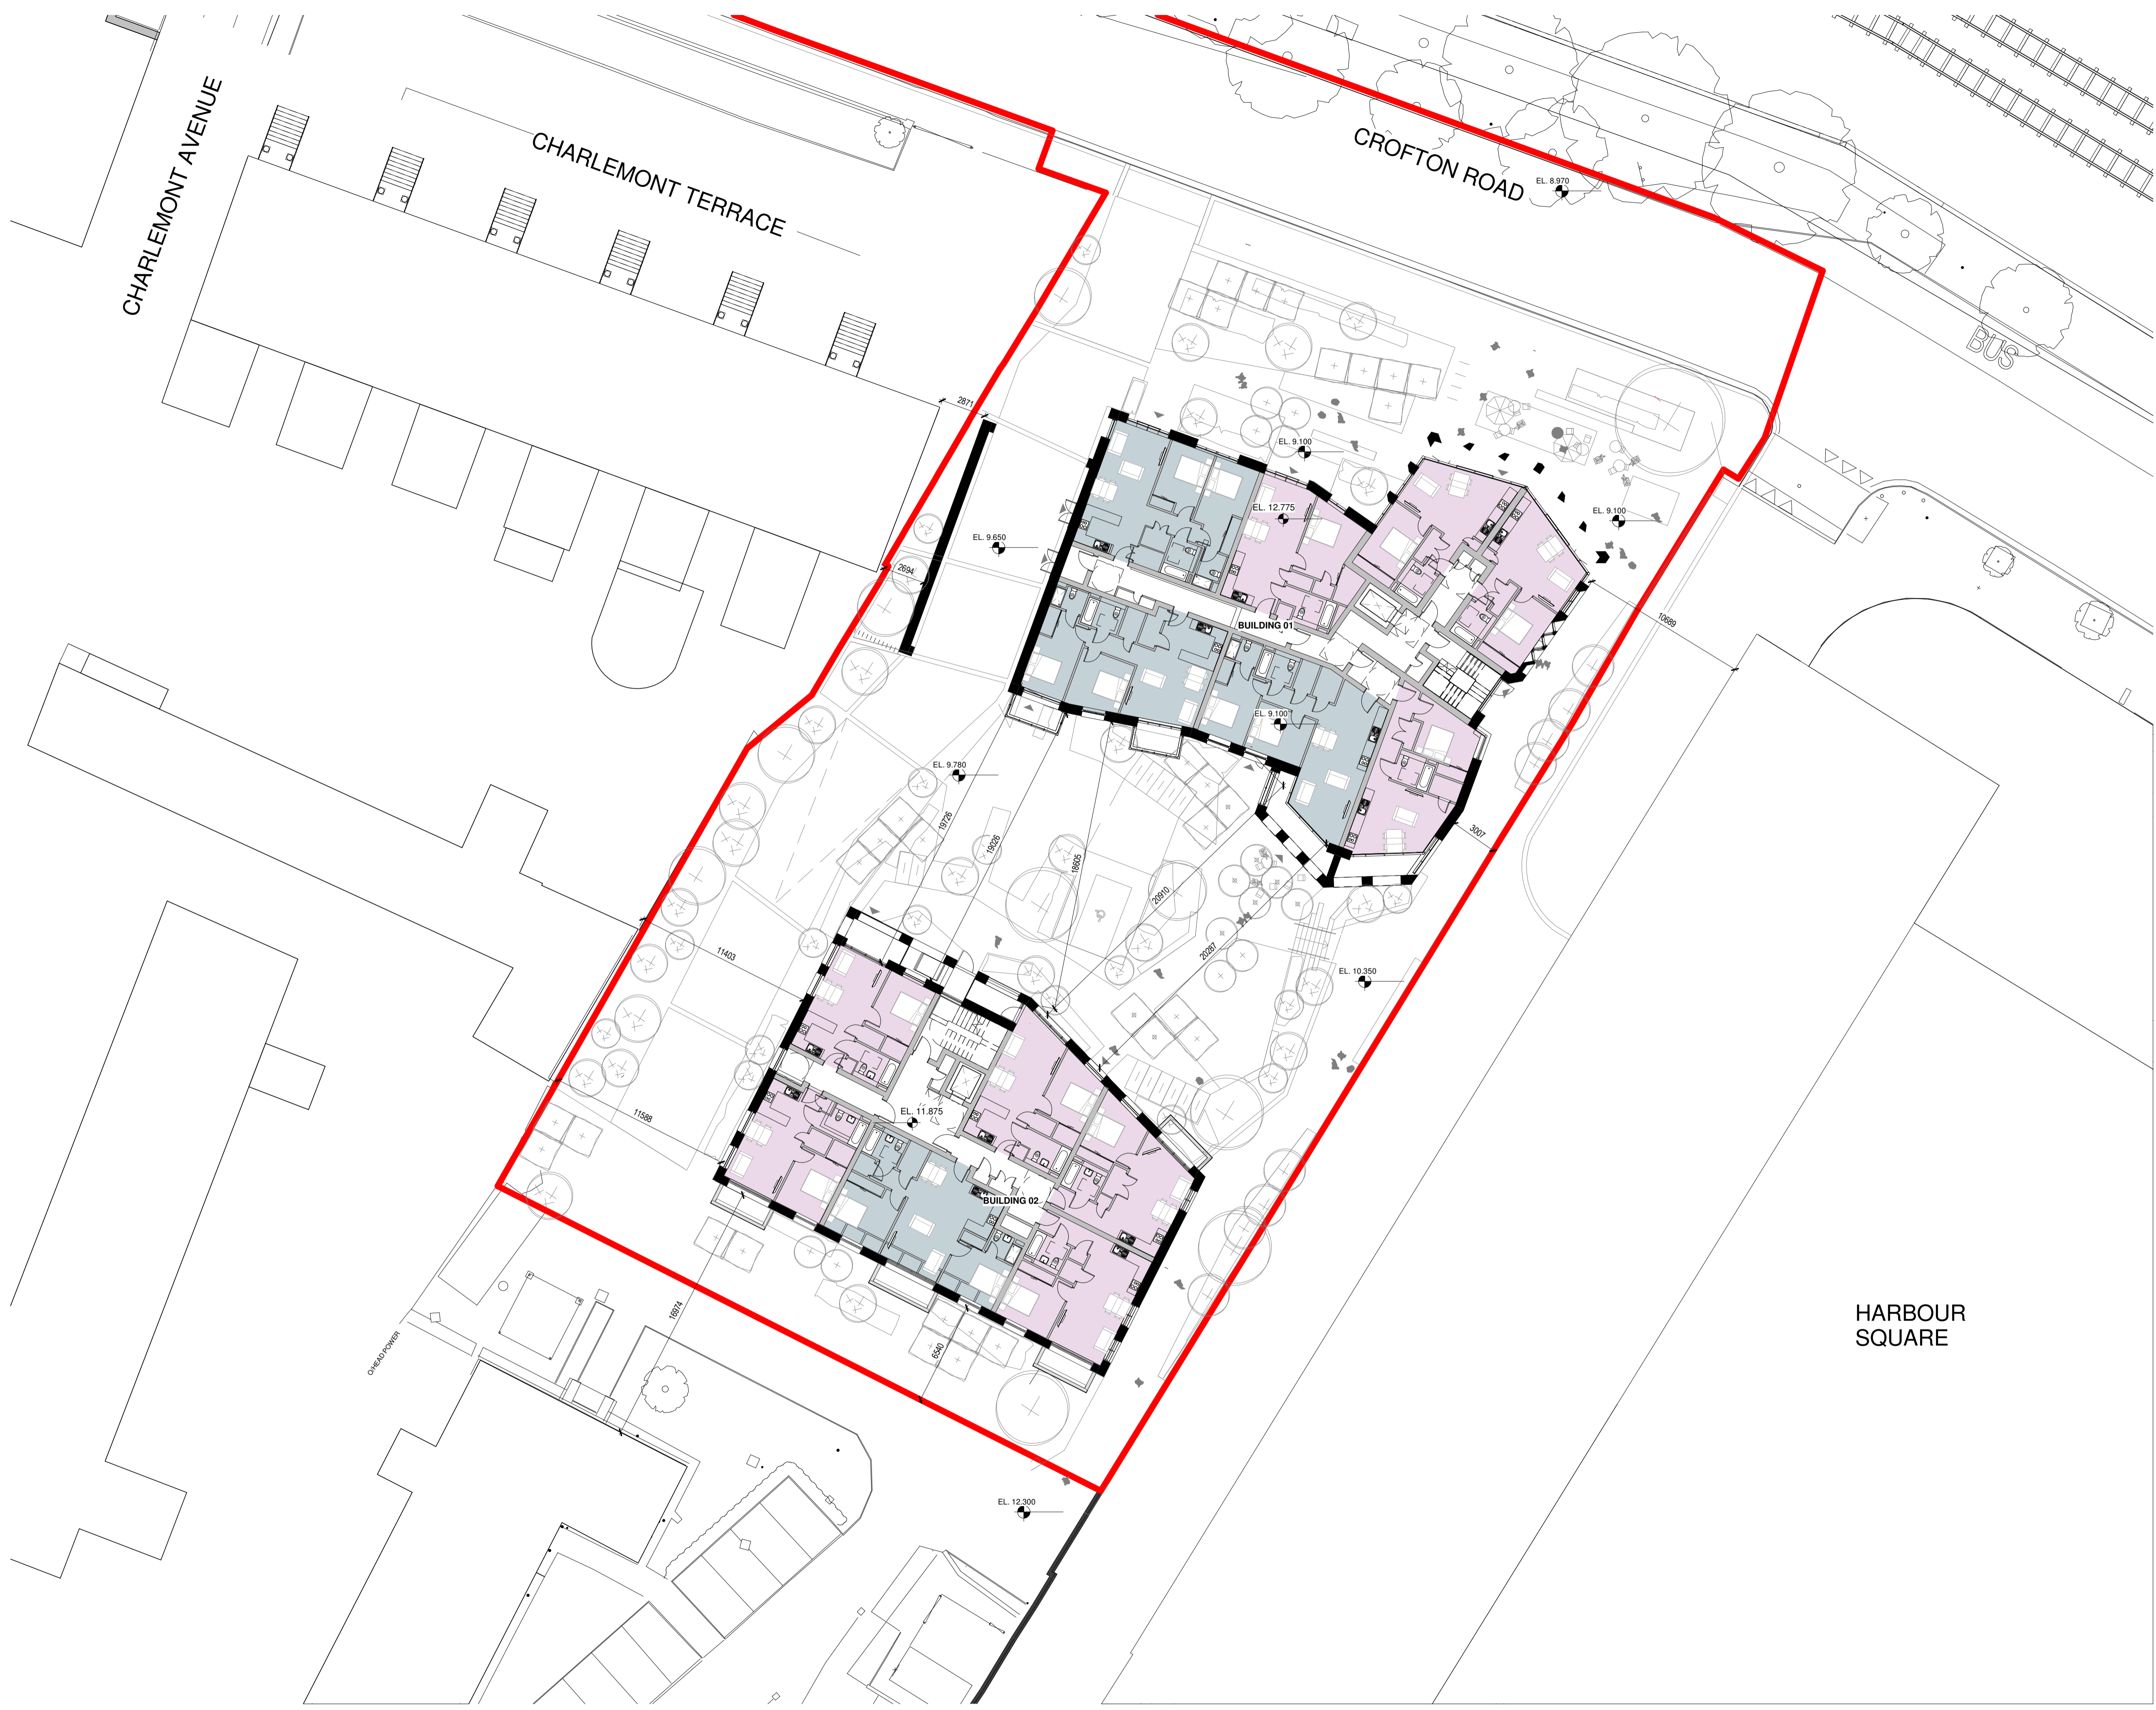 CHARLEMONT AVENUE
CHARLEMONT TERRACE
CROFTON ROAD
EL. 8.970
BUS
2871
EL. 9.100
EL. 12.775
EL. 9.100
EL. 9.650
2694
10689
BUILDING 01
EL. 9.100
EL. 9.780
19726
19026
18605
3007
20910
20287
11403
EL. 10.350
11588
EL. 11.875
BUILDING 02
16974
6540
O/HEAD POWER
HARBOUR
SQUARE
EL. 12.300